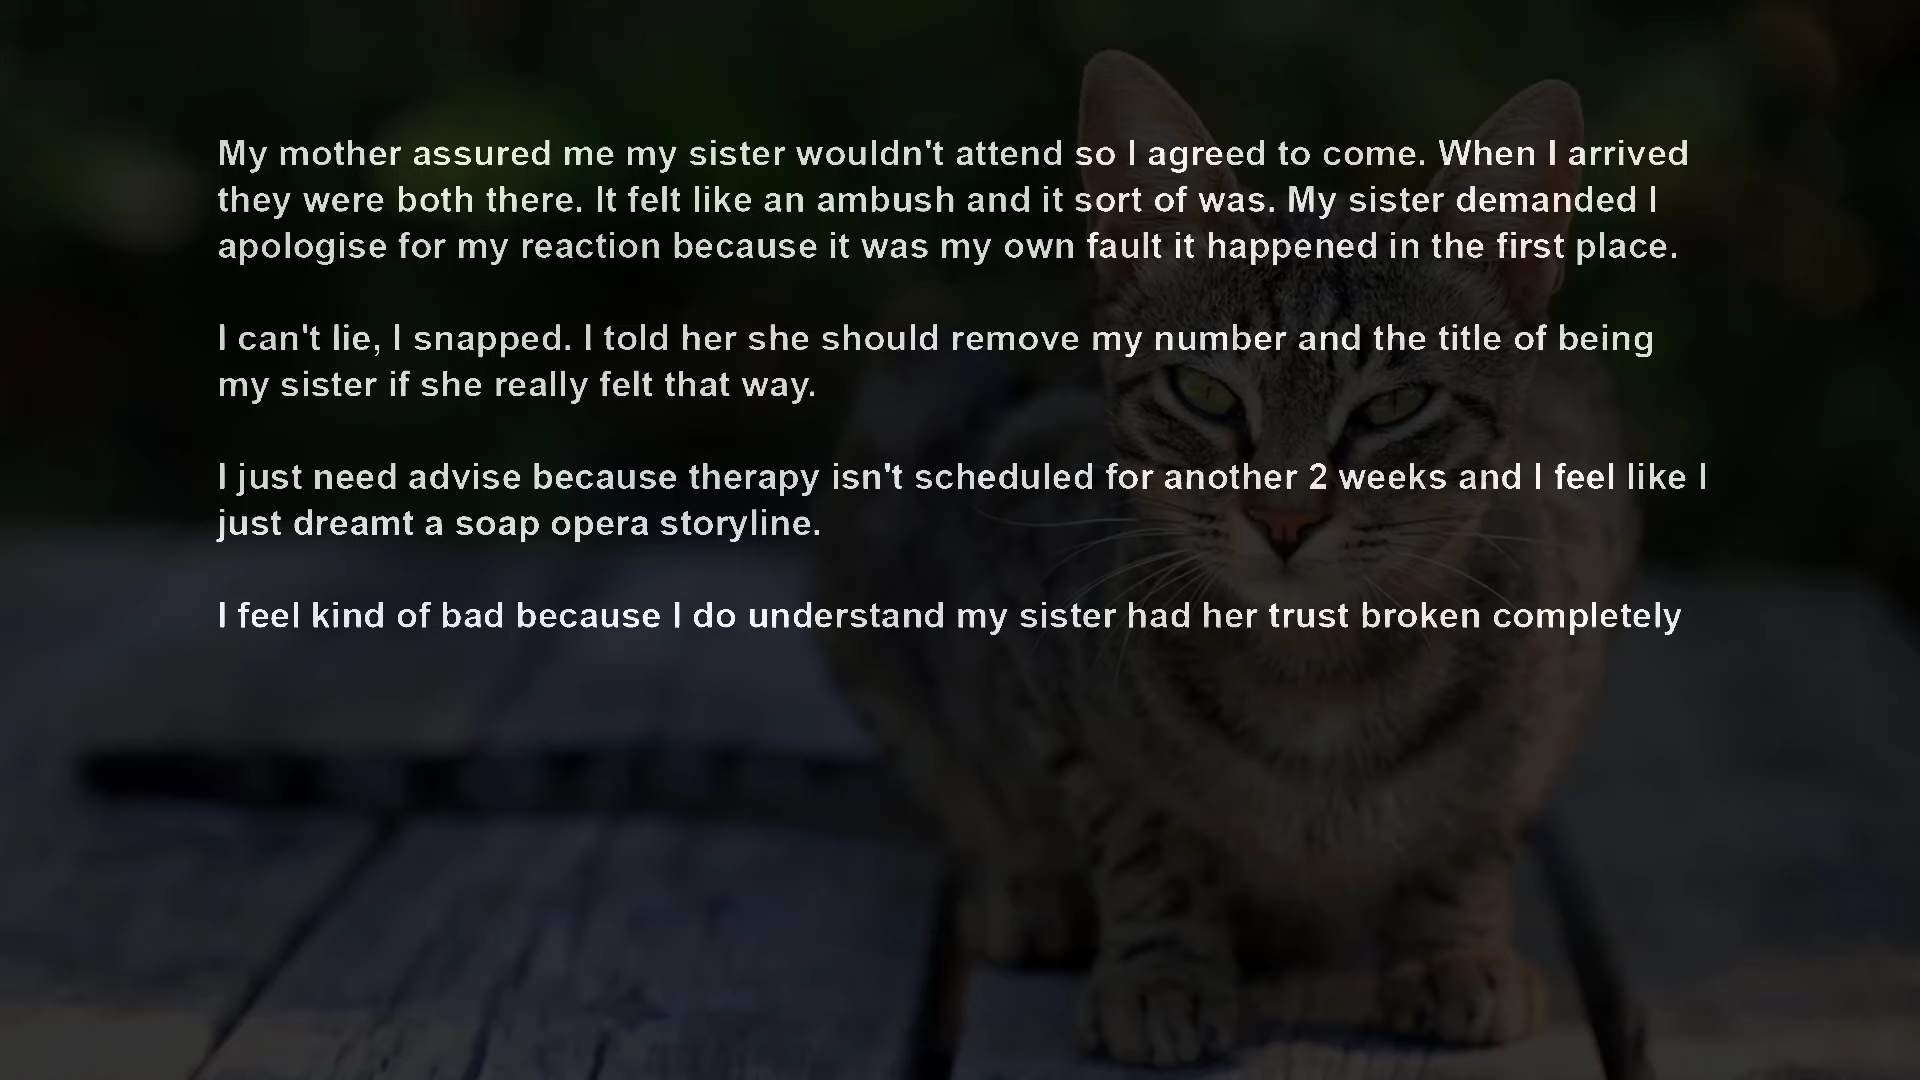 My mother assured me my sister wouldn't attend so I agreed to come. When I arrived
they were both there. It felt like an ambush and it sort of was. My sister demanded I
apologise for my reaction because it was my own fault it happened in the first place.
I can't lie, I snapped. I told her she should remove my number and the title of being
my sister if she really felt that way.
I just need advise because therapy isn't scheduled for another 2 weeks and I feel like I
just dreamt a soap opera storyline.
I feel kind of bad because I do understand my sister had her trust broken completely